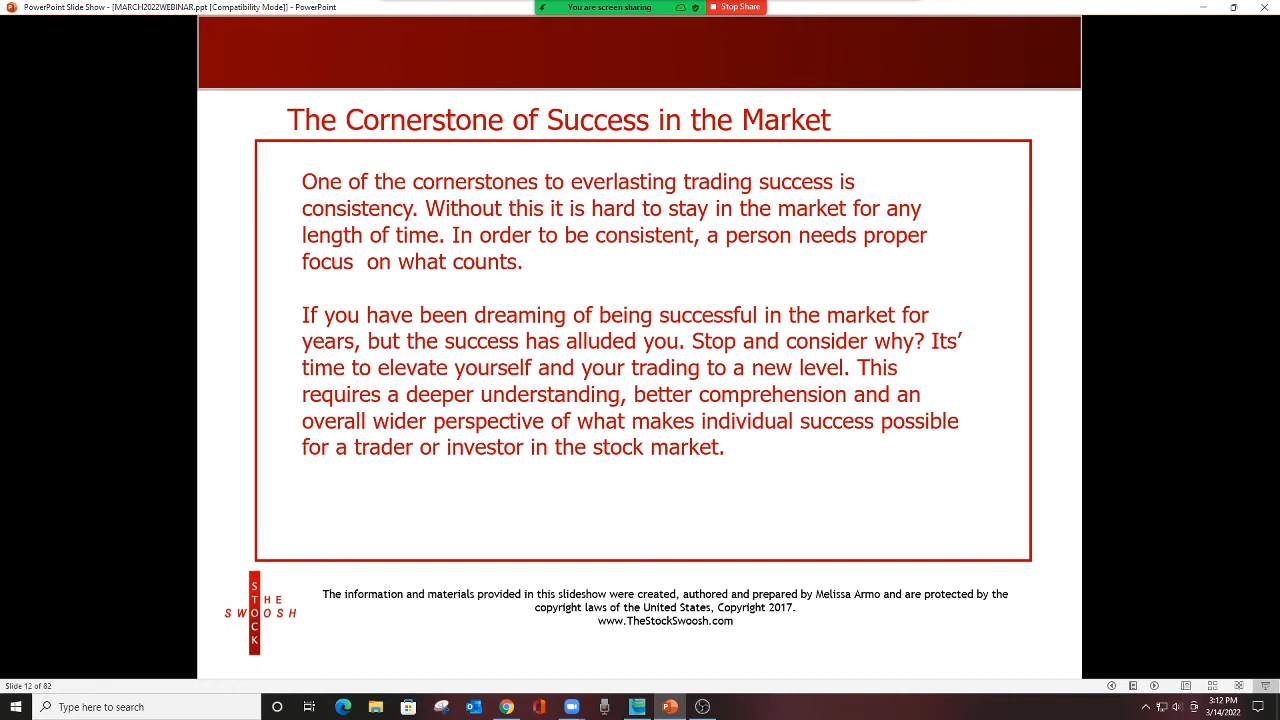 PowerPoint Slide Show - [MARCH2022WEBINAR.ppt [Compatibility Mode]] - PowerPoint
You are screen sharing
Stop Share
The Cornerstone of Success in the Market
One of the cornerstones to everlasting trading success is
consistency. Without this it is hard to stay in the market for any
length of time. In order to be consistent, a person needs proper
focus  on what counts.
If you have been dreaming of being successful in the market for
years, but the success has alluded you. Stop and consider why? Its’
time to elevate yourself and your trading to a new level. This
requires a deeper understanding, better comprehension and an
overall wider perspective of what makes individual success possible
for a trader or investor in the stock market.
THE
STOCK
SWOOSH
The information and materials provided in this slideshow were created, authored and prepared by Melissa Armo and are protected by the
copyright laws of the United States, Copyright 2017.
www.TheStockSwoosh.com
Slide 12 of 82
Type here to search
3:12 PM
3/14/2022